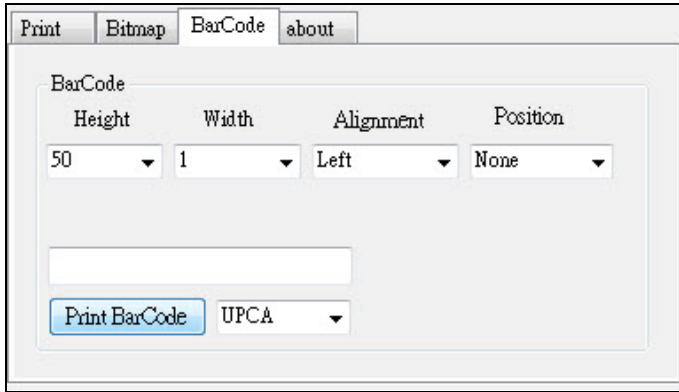 Print Bitmap BarCode about
BarCode
Height Width Alignment Position
50 1 Left None
Print BarCode UPCA